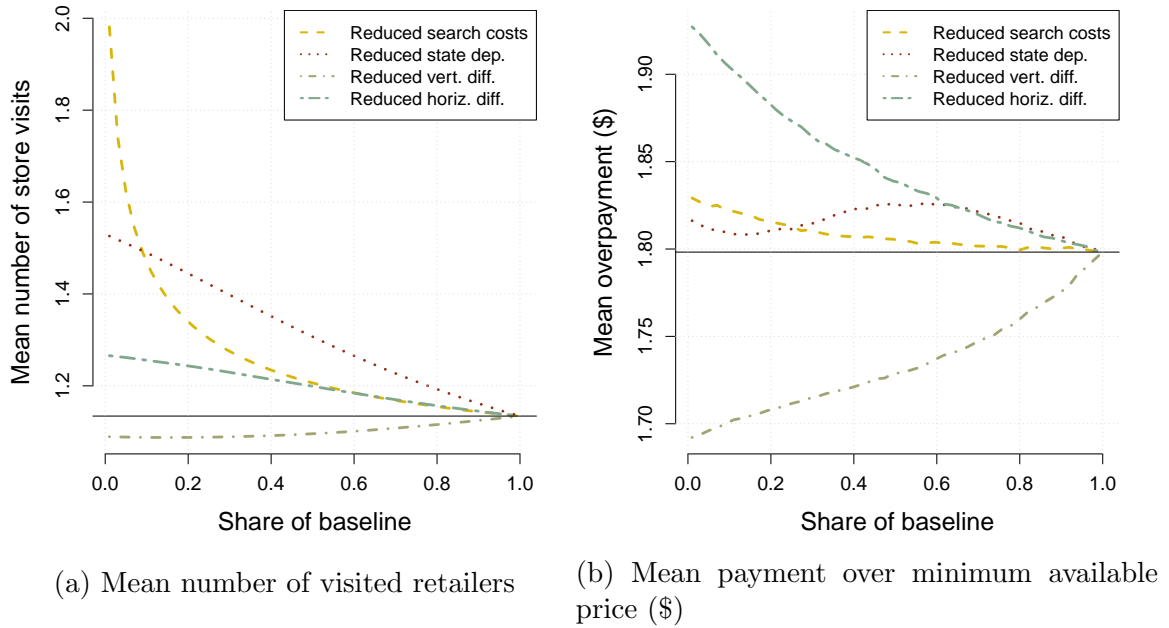 Mean number of store visits
2.0
1.8
1.6
1.4
1.2
Reduced search costs
Reduced state dep.
Reduced vert. diff.
Reduced horiz. diff.
0.0 0.2 0.4 0.6 0.8 1.0
Share of baseline
(a) Mean number of visited retailers
Mean overpayment ($)
1.90
1.85
1.80
1.75
1.70
Reduced search costs
Reduced state dep.
Reduced vert. diff.
Reduced horiz. diff.
0.0 0.2 0.4 0.6 0.8 1.0
Share of baseline
(b) Mean payment over minimum available
price ($)